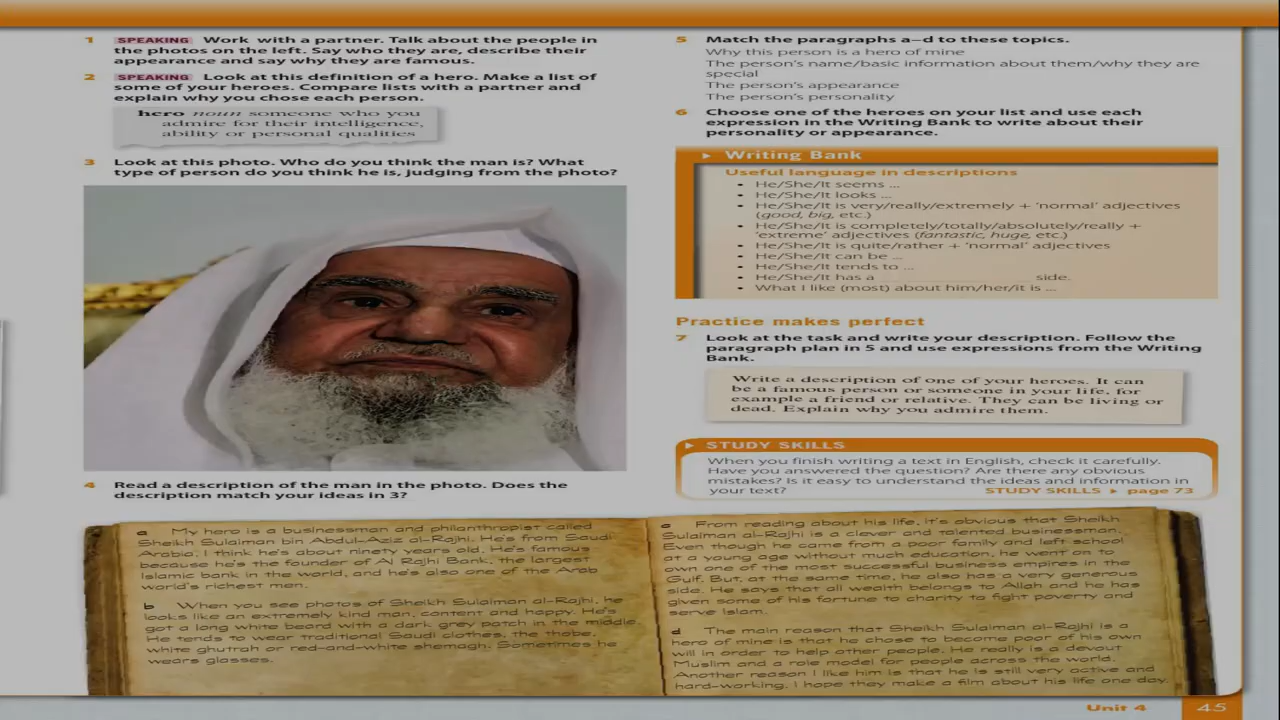 1 SPEAKING Work with a partner. Talk about the people in
the photos on the left. Say who they are, describe their
appearance and say why they are famous.
2 SPEAKING Look at this definition of a hero. Make a list of
some of your heroes. Compare lists with a partner and
explain why you chose each person.
hero noun someone who you
admire for their intelligence,
ability or personal qualities
3 Look at this photo. Who do you think the man is? What
type of person do you think he is, judging from the photo?
4 Read a description of the man in the photo. Does the
description match your ideas in 3?
5 Match the paragraphs a–d to these topics.
Why this person is a hero of mine
The person's name/basic information about them/why they are
special
The person's appearance
The person's personality
6 Choose one of the heroes on your list and use each
expression in the Writing Bank to write about their
personality or appearance.
▸ Writing Bank
Useful language in descriptions
• He/She/It seems ...
• He/She/It looks ...
• He/She/It is very/really/extremely + 'normal' adjectives
(good, big, etc.)
• He/She/It is completely/totally/absolutely/really +
'extreme' adjectives (fantastic, huge, etc.)
• He/She/It is quite/rather + 'normal' adjectives
• He/She/It can be ...
• He/She/It tends to ...
• He/She/It has a side.
• What I like (most) about him/her/it is ...
Practice makes perfect
7 Look at the task and write your description. Follow the
paragraph plan in 5 and use expressions from the Writing
Bank.
Write a description of one of your heroes. It can
be a famous person or someone in your life, for
example a friend or relative. They can be living or
dead. Explain why you admire them.
▸ STUDY SKILLS
When you finish writing a text in English, check it carefully.
Have you answered the question? Are there any obvious
mistakes? Is it easy to understand the ideas and information in
your text? STUDY SKILLS ▸ page 73
a My hero is a businessman and philanthropist called
Sheikh Sulaiman bin Abdul-Aziz al-Rajhi. He's from Saudi
Arabia. I think he's about ninety years old. He's famous
because he's the founder of Al Rajhi Bank, the largest
Islamic bank in the world, and he's also one of the Arab
world's richest men.
b When you see photos of Sheikh Sulaiman al-Rajhi, he
looks like an extremely kind man, content and happy. He's
got a long white beard with a dark grey patch in the middle.
He tends to wear traditional Saudi clothes, the thobe,
white ghutrah or red-and-white shemagh. Sometimes he
wears glasses.
c From reading about his life, it's obvious that Sheikh
Sulaiman al-Rajhi is a clever and talented businessman.
Even though he came from a poor family and left school
at a young age without much education, he went on to
own one of the most successful business empires in the
Gulf. But, at the same time, he also has a very generous
side. He says that all wealth belongs to Allah and he has
given some of his fortune to charity to fight poverty and
serve Islam.
d The main reason that Sheikh Sulaiman al-Rajhi is a
hero of mine is that he chose to become poor of his own
will in order to help other people. He really is a devout
Muslim and a role model for people across the world.
Another reason I like him is that he is still very active and
hard-working. I hope they make a film about his life one day.
Unit 4 45